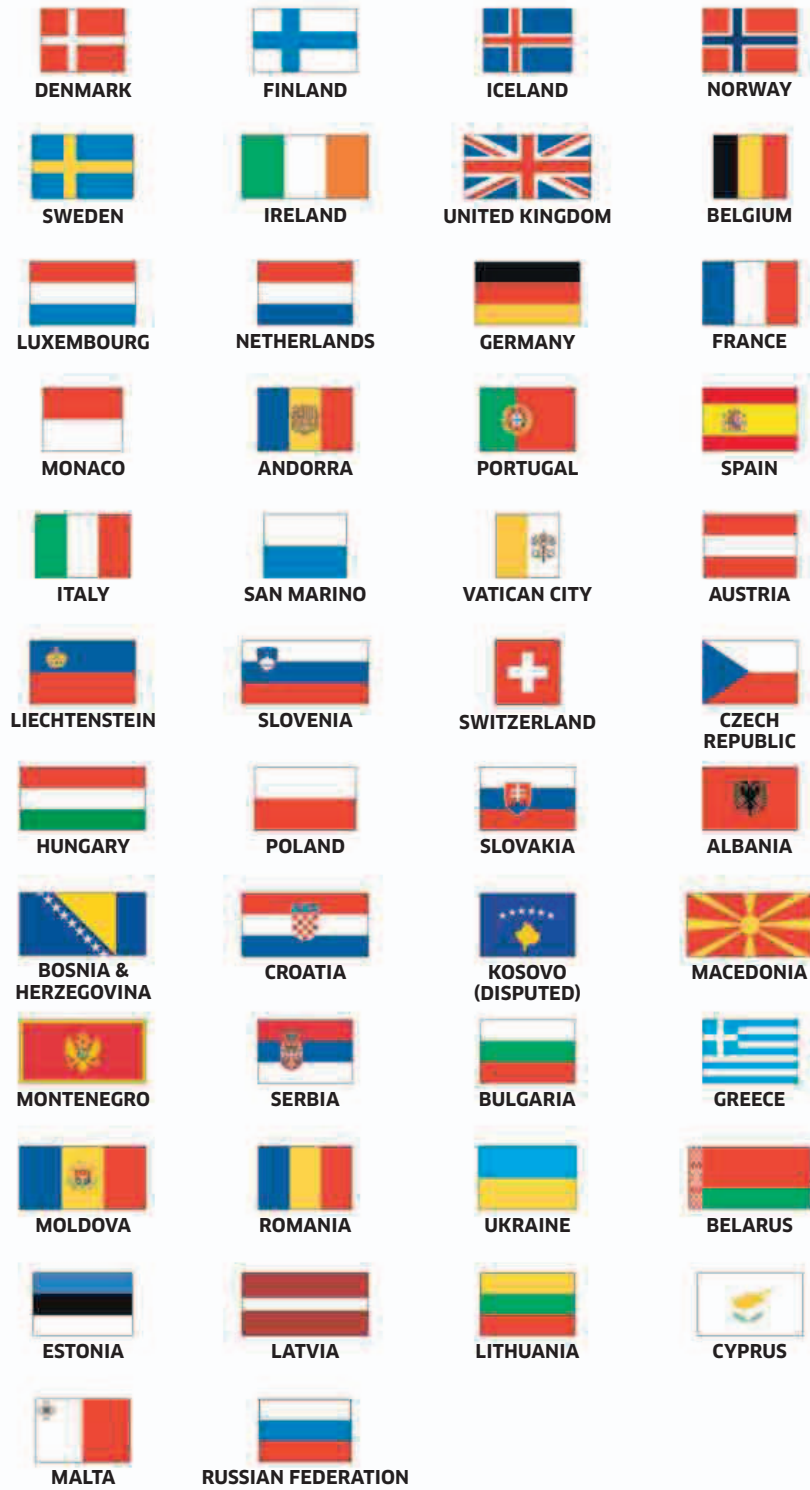 DENMARK
FINLAND
ICELAND
NORWAY
SWEDEN
IRELAND
UNITED KINGDOM
BELGIUM
LUXEMBOURG
NETHERLANDS
GERMANY
FRANCE
MONACO
ANDORRA
PORTUGAL
SPAIN
ITALY
SAN MARINO
VATICAN CITY
AUSTRIA
LIECHTENSTEIN
SLOVENIA
SWITZERLAND
CZECH
REPUBLIC
HUNGARY
POLAND
SLOVAKIA
ALBANIA
BOSNIA &
HERZEGOVINA
CROATIA
KOSOVO
(DISPUTED)
MACEDONIA
MONTENEGRO
SERBIA
BULGARIA
GREECE
MOLDOVA
ROMANIA
UKRAINE
BELARUS
ESTONIA
LATVIA
LITHUANIA
CYPRUS
MALTA
RUSSIAN FEDERATION